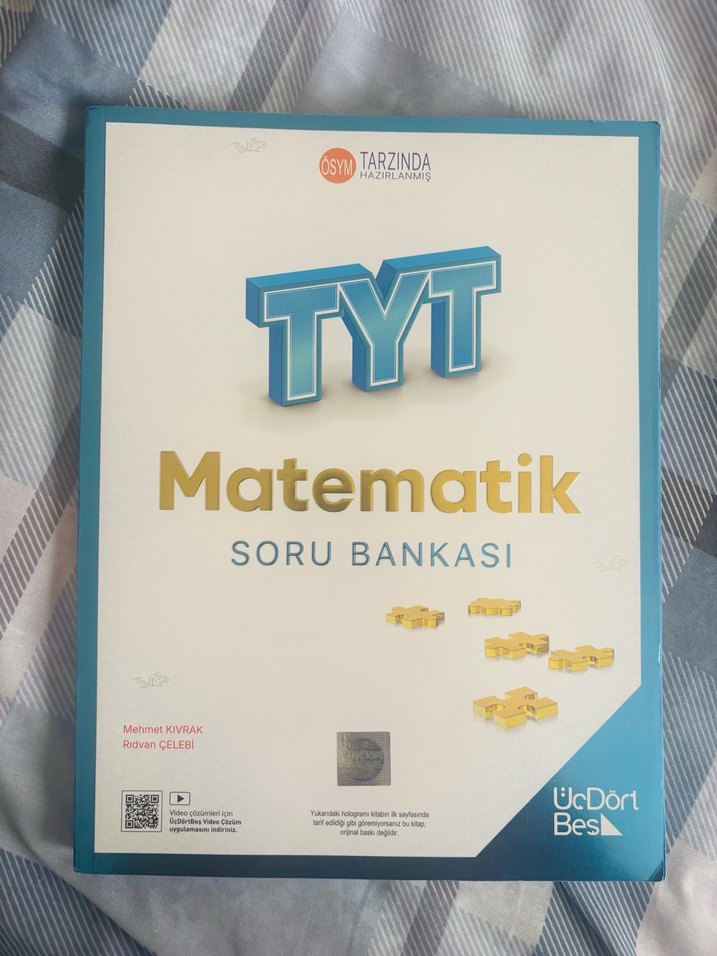 ÖSYM TARZINDA
HAZIRLANMIŞ
TYT
Matematik
SORU BANKASI
Mehmet KIVRAK
Rıdvan ÇELEBİ
Video çözümleri için
ÜçDörtBeş Video Çözüm
uygulamasını indiriniz.
Yukarıdaki hologramı kitabın ilk sayfasında
tarif edildiği gibi göremiyorsanız bu kitap,
orijinal baskı değildir.
ÜçDört
Beş